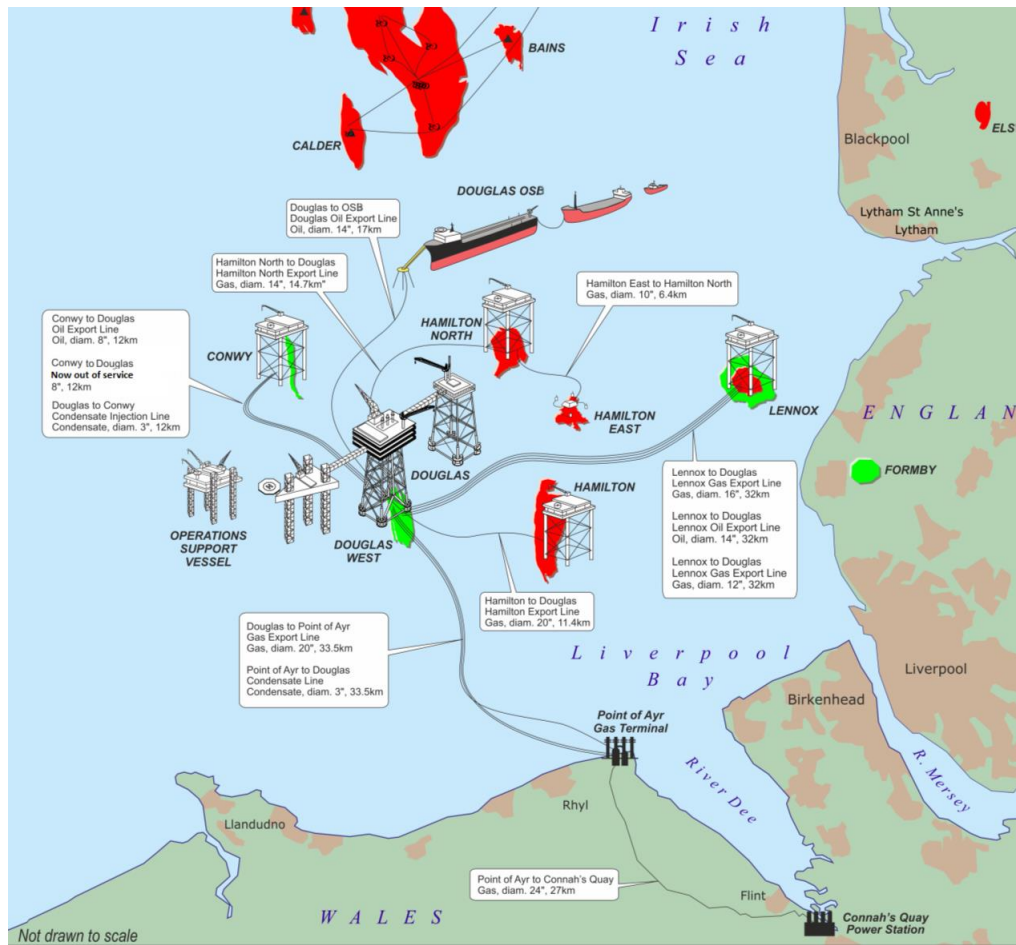 I r i s h
S e a
BAINS
CALDER
Blackpool
Lytham St Anne's
Lytham
DOUGLAS OSB
Douglas to OSB
Douglas Oil Export Line
Oil, diam. 14", 17km
Hamilton North to Douglas
Hamilton North Export Line
Gas, diam. 14", 14.7km"
Hamilton East to Hamilton North
Gas, diam. 10", 6.4km
Conwy to Douglas
Oil Export Line
Oil, diam. 8", 12km
Conwy to Douglas
Now out of service
8", 12km
Douglas to Conwy
Condensate Injection Line
Condensate, diam. 3", 12km
CONWY
HAMILTON
NORTH
HAMILTON
EAST
LENNOX
E N G L A N
FORMBY
DOUGLAS
HAMILTON
OPERATIONS
SUPPORT
VESSEL
DOUGLAS
WEST
Lennox to Douglas
Lennox Gas Export Line
Gas, diam. 16", 32km
Lennox to Douglas
Lennox Oil Export Line
Oil, diam. 14", 32km
Lennox to Douglas
Lennox Gas Export Line
Gas, diam. 12", 32km
Hamilton to Douglas
Hamilton Export Line
Gas, diam. 20", 11.4km
Douglas to Point of Ayr
Gas Export Line
Gas, diam. 20", 33.5km
Point of Ayr to Douglas
Condensate Line
Condensate, diam. 3", 33.5km
L i v e r p o o l
B a y
Liverpool
Birkenhead
Point of Ayr
Gas Terminal
River Dee
R. Mersey
Rhyl
Llandudno
Point of Ayr to Connah's Quay
Gas, diam. 24", 27km
Flint
W A L E S
Connah's Quay
Power Station
Not drawn to scale